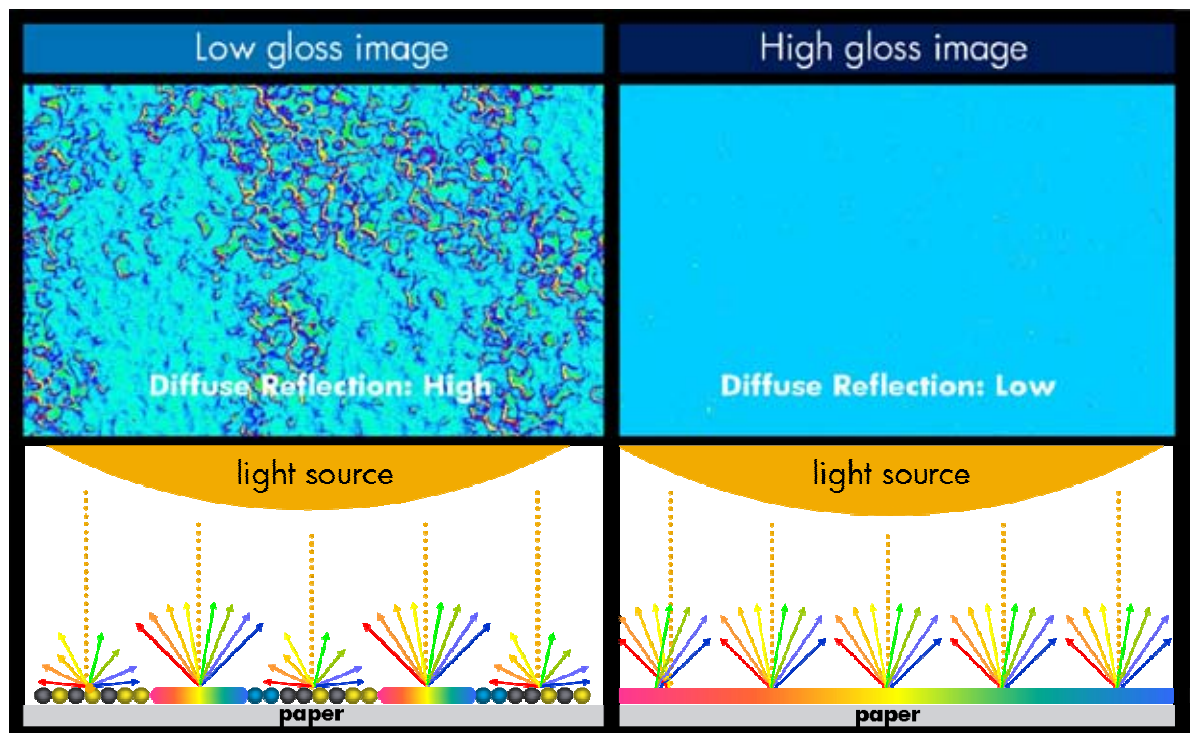 Low gloss image
High gloss image
Diffuse Reflection: High
Diffuse Reflection: Low
light source
light source
paper
paper